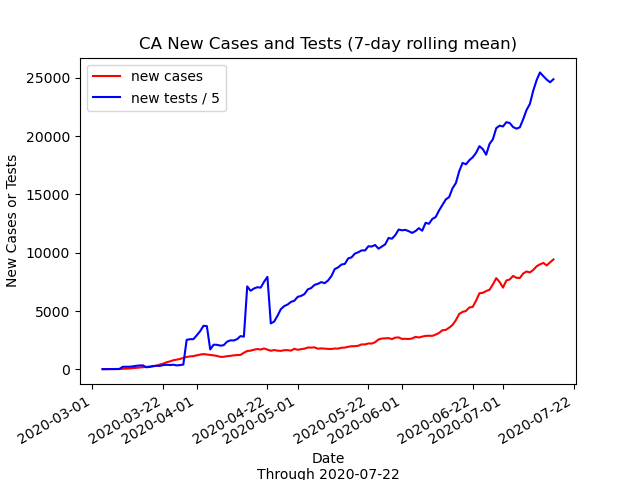 CA New Cases and Tests (7-day rolling mean)
new cases
new tests / 5
New Cases or Tests
25000
20000
15000
10000
5000
0
2020-03-01
2020-03-22
2020-04-01
2020-04-22
2020-05-01
2020-05-22
2020-06-01
2020-06-22
2020-07-01
2020-07-22
Date
Through 2020-07-22